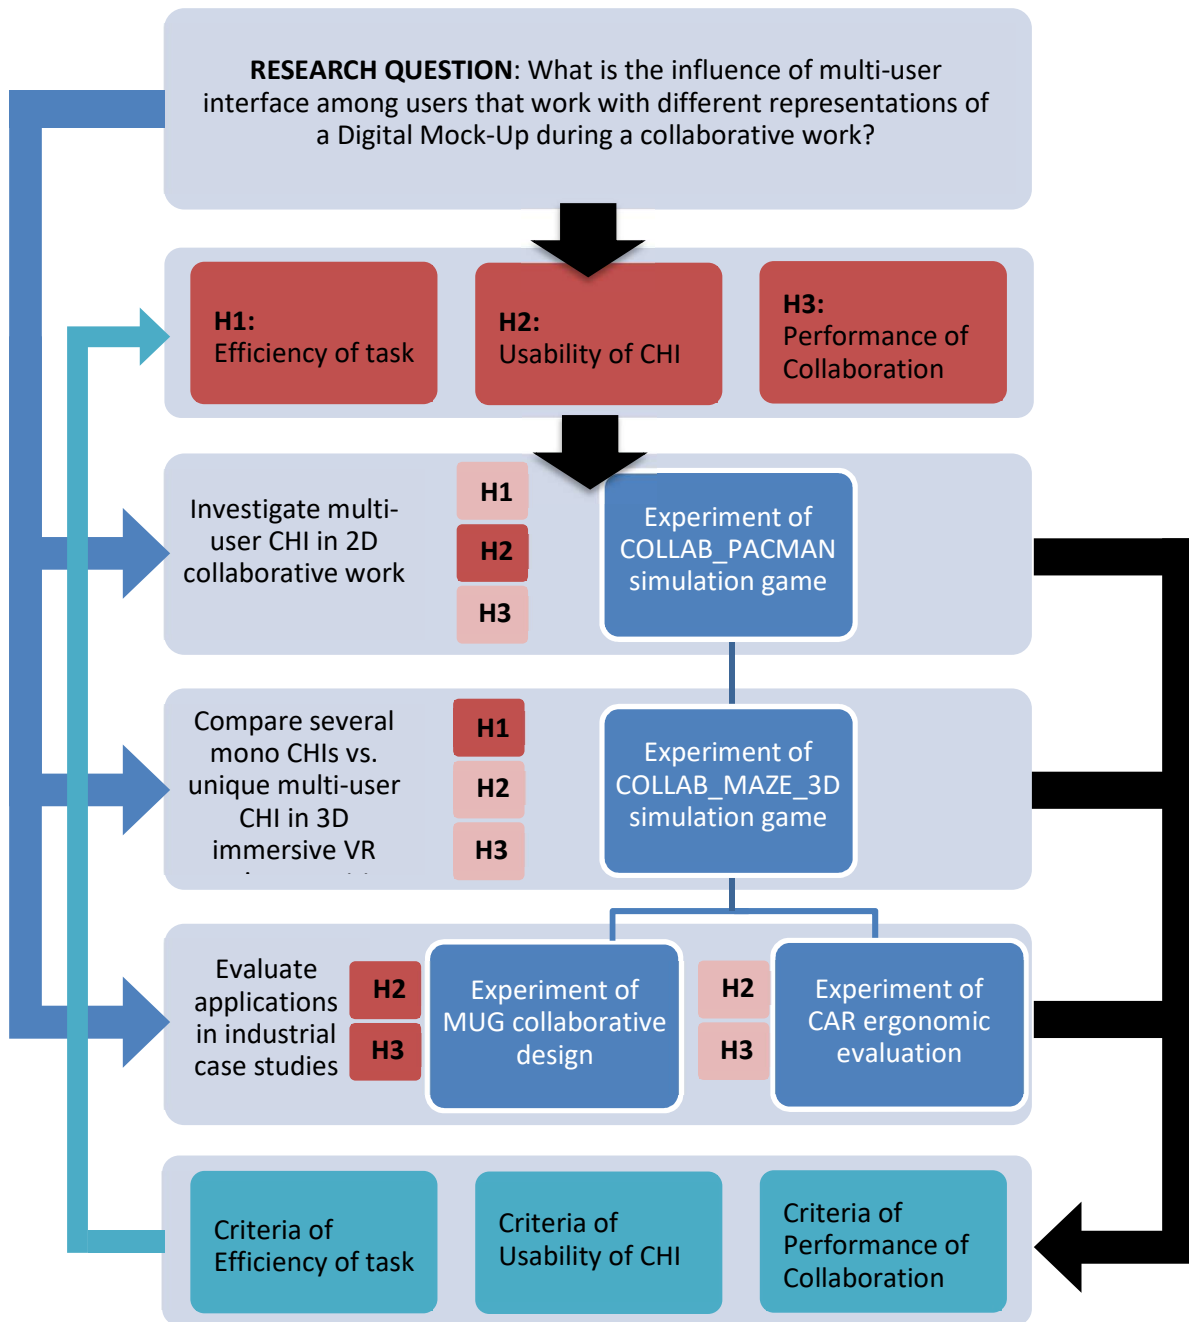 RESEARCH QUESTION: What is the influence of multi-user
interface among users that work with different representations of
a Digital Mock-Up during a collaborative work?
H1:
Efficiency of task
H2:
Usability of CHI
H3:
Performance of
Collaboration
Investigate multi-
user CHI in 2D
collaborative work
H1
H2
H3
Experiment of
COLLAB_PACMAN
simulation game
Compare several
mono CHIs vs.
unique multi-user
CHI in 3D
immersive VR
H1
H2
H3
Experiment of
COLLAB_MAZE_3D
simulation game
Evaluate
applications
in industrial
case studies
H2
H3
Experiment of
MUG collaborative
design
H2
H3
Experiment of
CAR ergonomic
evaluation
Criteria of
Efficiency of task
Criteria of
Usability of CHI
Criteria of
Performance of
Collaboration